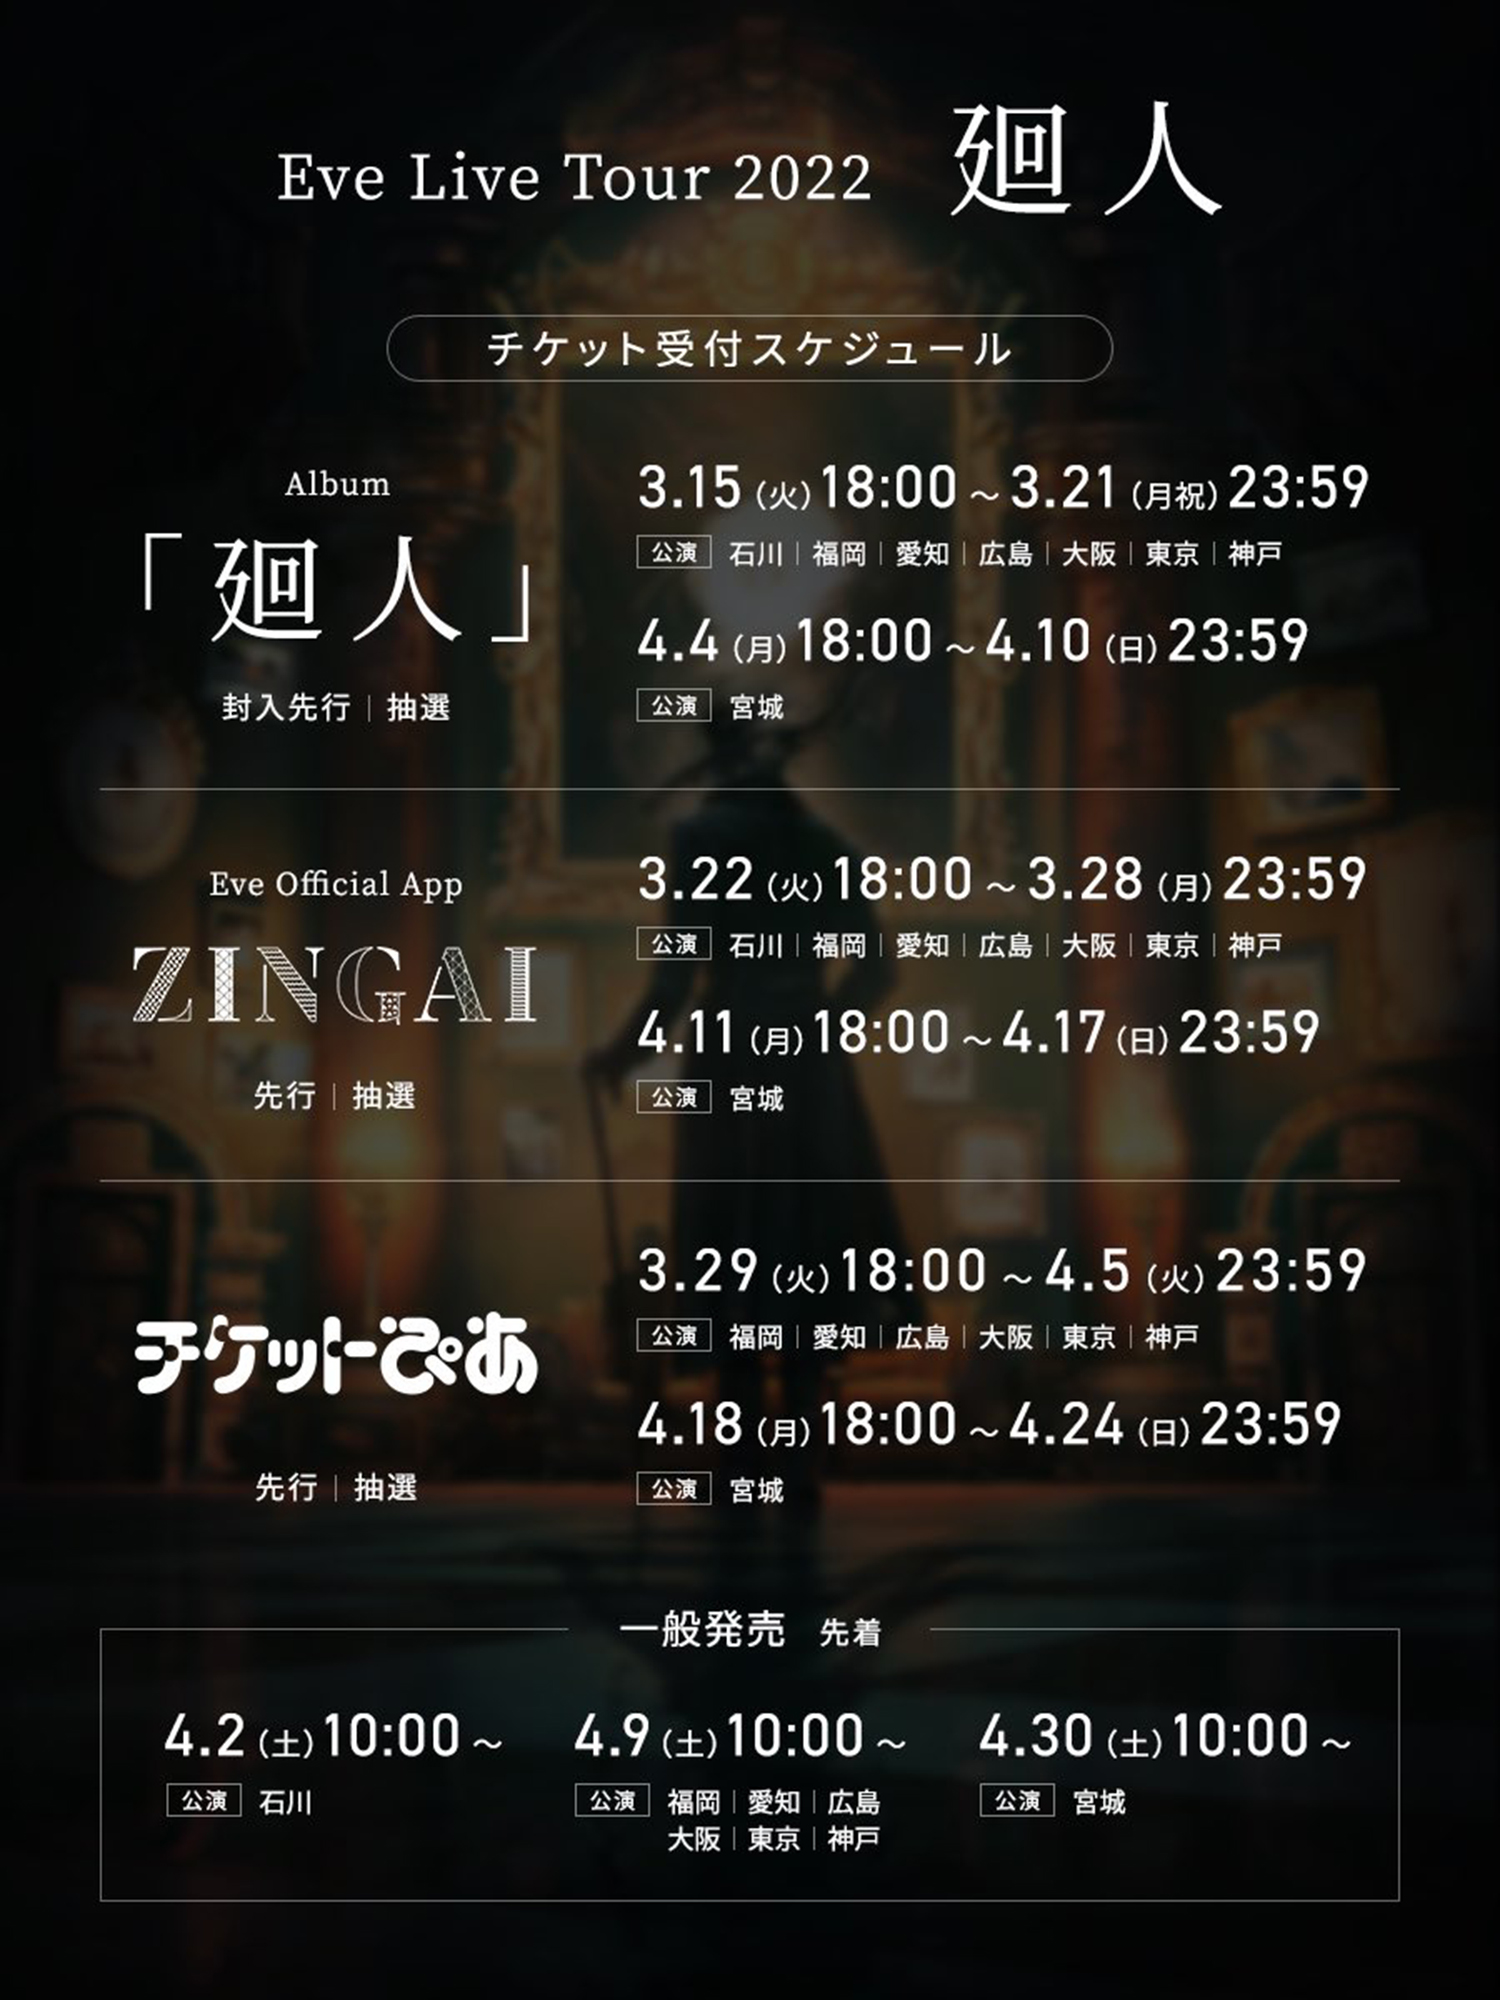 Eve Live Tour 2022 廻人
チケット受付スケジュール
Album
「廻人」
封入先行｜抽選
3.15（火）18:00 ～ 3.21（月祝）23:59
公演 石川｜福岡｜愛知｜広島｜大阪｜東京｜神戸
4.4（月）18:00 ～ 4.10（日）23:59
公演 宮城
Eve Official App
ZINGAI
先行｜抽選
3.22（火）18:00 ～ 3.28（月）23:59
公演 石川｜福岡｜愛知｜広島｜大阪｜東京｜神戸
4.11（月）18:00 ～ 4.17（日）23:59
公演 宮城
チケットぴあ
先行｜抽選
3.29（火）18:00 ～ 4.5（火）23:59
公演 福岡｜愛知｜広島｜大阪｜東京｜神戸
4.18（月）18:00 ～ 4.24（日）23:59
公演 宮城
一般発売 先着
4.2（土）10:00 ～
公演 石川
4.9（土）10:00 ～
公演 福岡｜愛知｜広島
大阪｜東京｜神戸
4.30（土）10:00 ～
公演 宮城